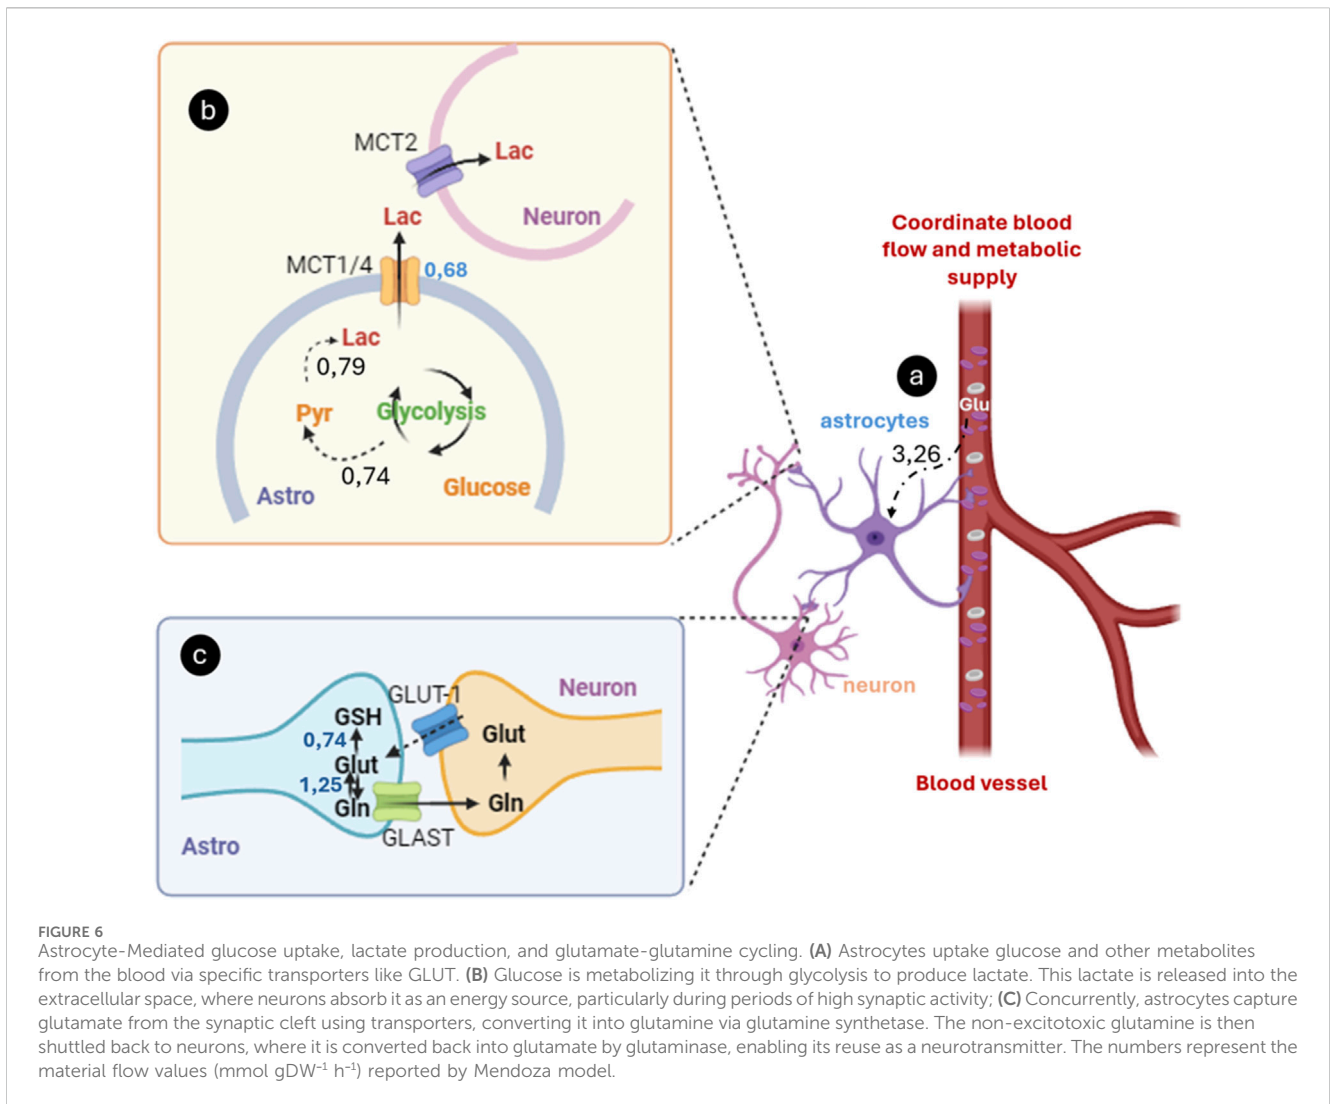 b
MCT2
Lac
Lac
Neuron
MCT1/4
0,68
Lac
0,79
Pyr
Glycolysis
0,74
Astro
Glucose
Coordinate blood
flow and metabolic
supply
a
Glu
astrocytes
3,26
neuron
Blood vessel
c
GLUT-1
Neuron
GSH
0,74
Glut
Glut
1,25
Gln
Gln
GLAST
Astro
FIGURE 6
Astrocyte-Mediated glucose uptake, lactate production, and glutamate-glutamine cycling. (A) Astrocytes uptake glucose and other metabolites
from the blood via specific transporters like GLUT. (B) Glucose is metabolizing it through glycolysis to produce lactate. This lactate is released into the
extracellular space, where neurons absorb it as an energy source, particularly during periods of high synaptic activity; (C) Concurrently, astrocytes capture
glutamate from the synaptic cleft using transporters, converting it into glutamine via glutamine synthetase. The non-excitotoxic glutamine is then
shuttled back to neurons, where it is converted back into glutamate by glutaminase, enabling its reuse as a neurotransmitter. The numbers represent the
material flow values (mmol gDW⁻¹ h⁻¹) reported by Mendoza model.